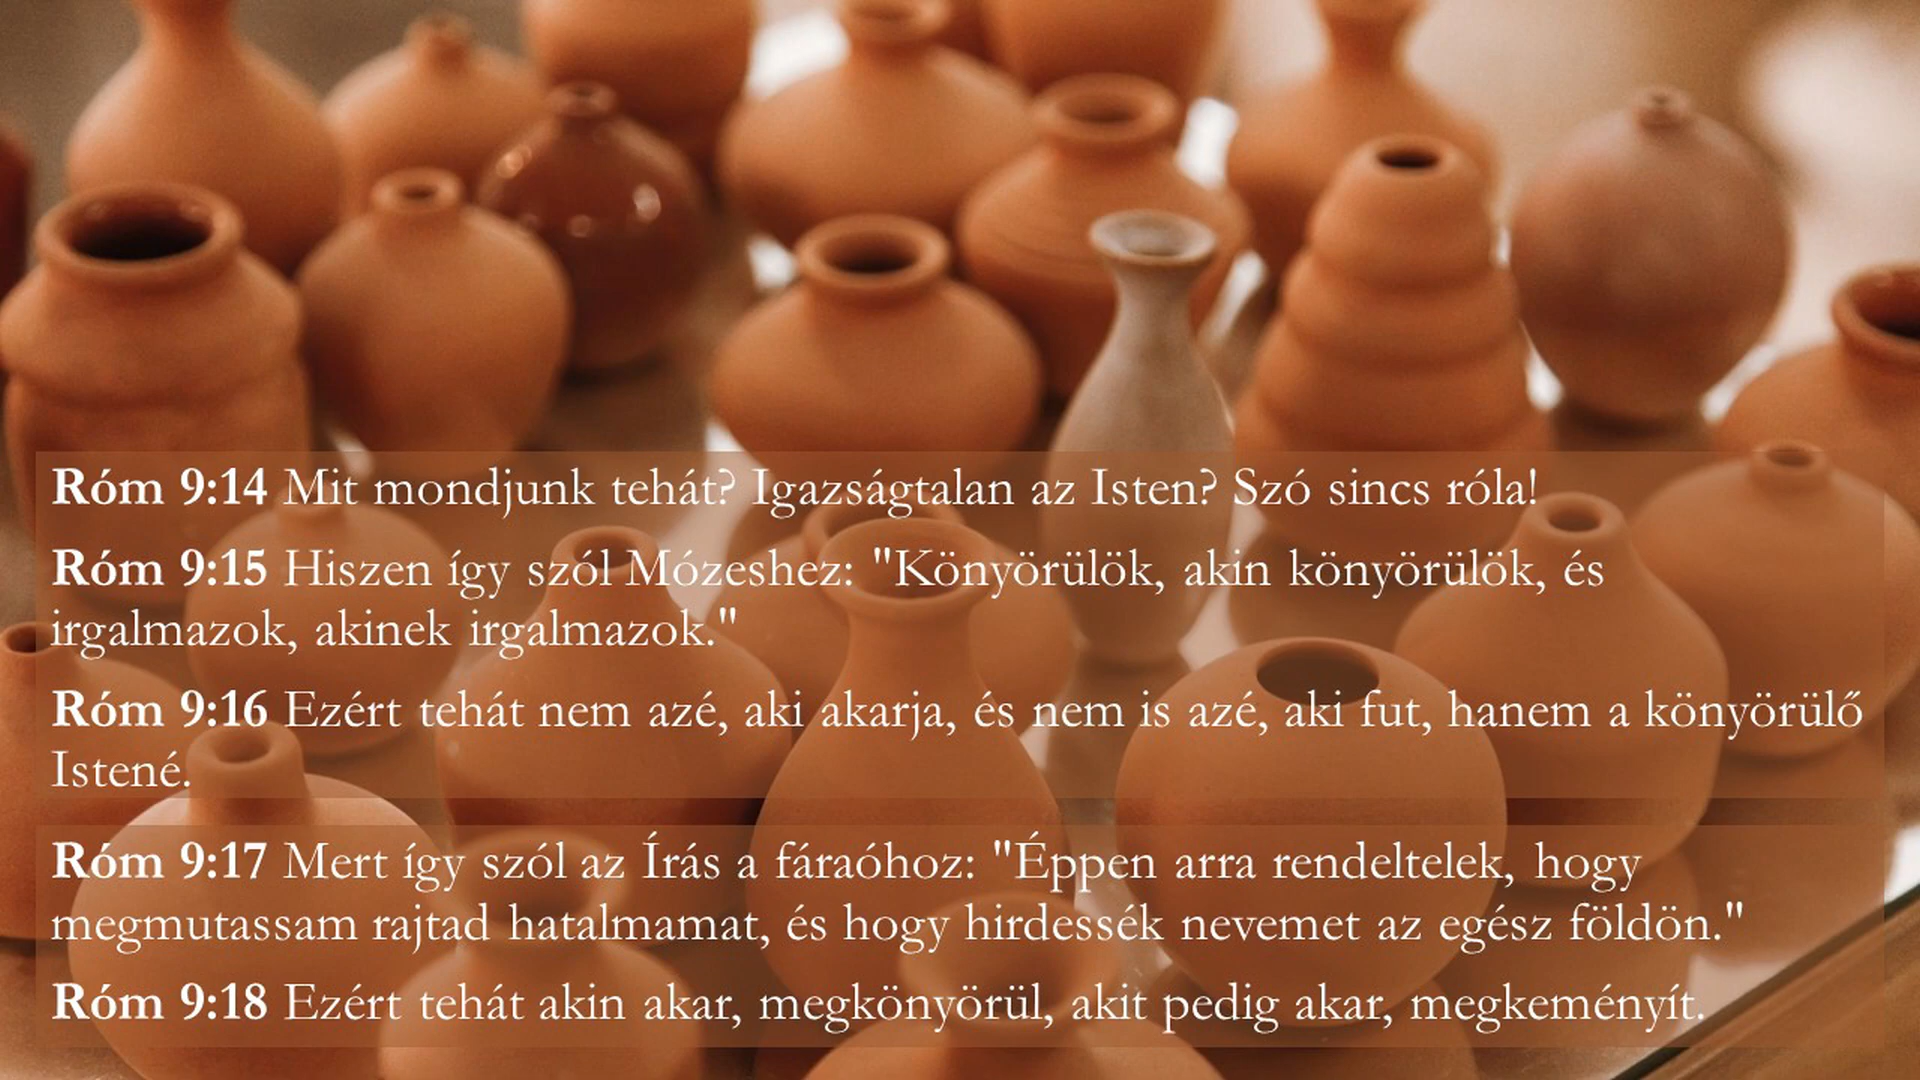 Róm 9:14 Mit mondjunk tehát? Igazságtalan az Isten? Szó sincs róla!
Róm 9:15 Hiszen így szól Mózeshez: "Könyörülök, akin könyörülök, és
irgalmazok, akinek irgalmazok."
Róm 9:16 Ezért tehát nem azé, aki akarja, és nem is azé, aki fut, hanem a könyörülő
Istené.
Róm 9:17 Mert így szól az Írás a fáraóhoz: "Éppen arra rendeltelek, hogy
megmutassam rajtad hatalmamat, és hogy hirdessék nevemet az egész földön."
Róm 9:18 Ezért tehát akin akar, megkönyörül, akit pedig akar, megkeményít.